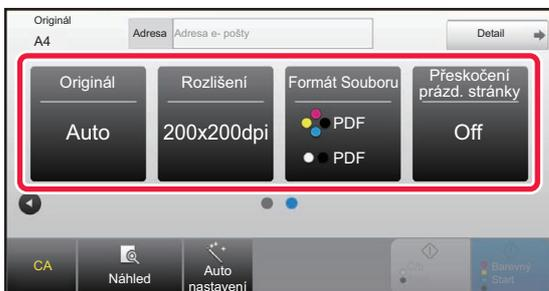 Originál
A4
Adresa
Adresa e- pošty
Detail
Originál
Auto
Rozlišení
200x200dpi
Formát Souboru
PDF
PDF
Přeskočení
prázd. stránky
Off
CA
Náhled
Auto
nastavení
Barevný
Start